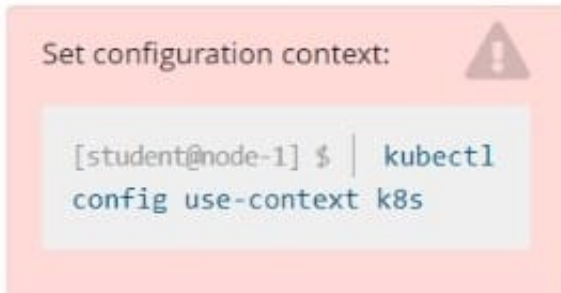 Set configuration context:
[student@node-1] $ | kubectl
config use-context k8s